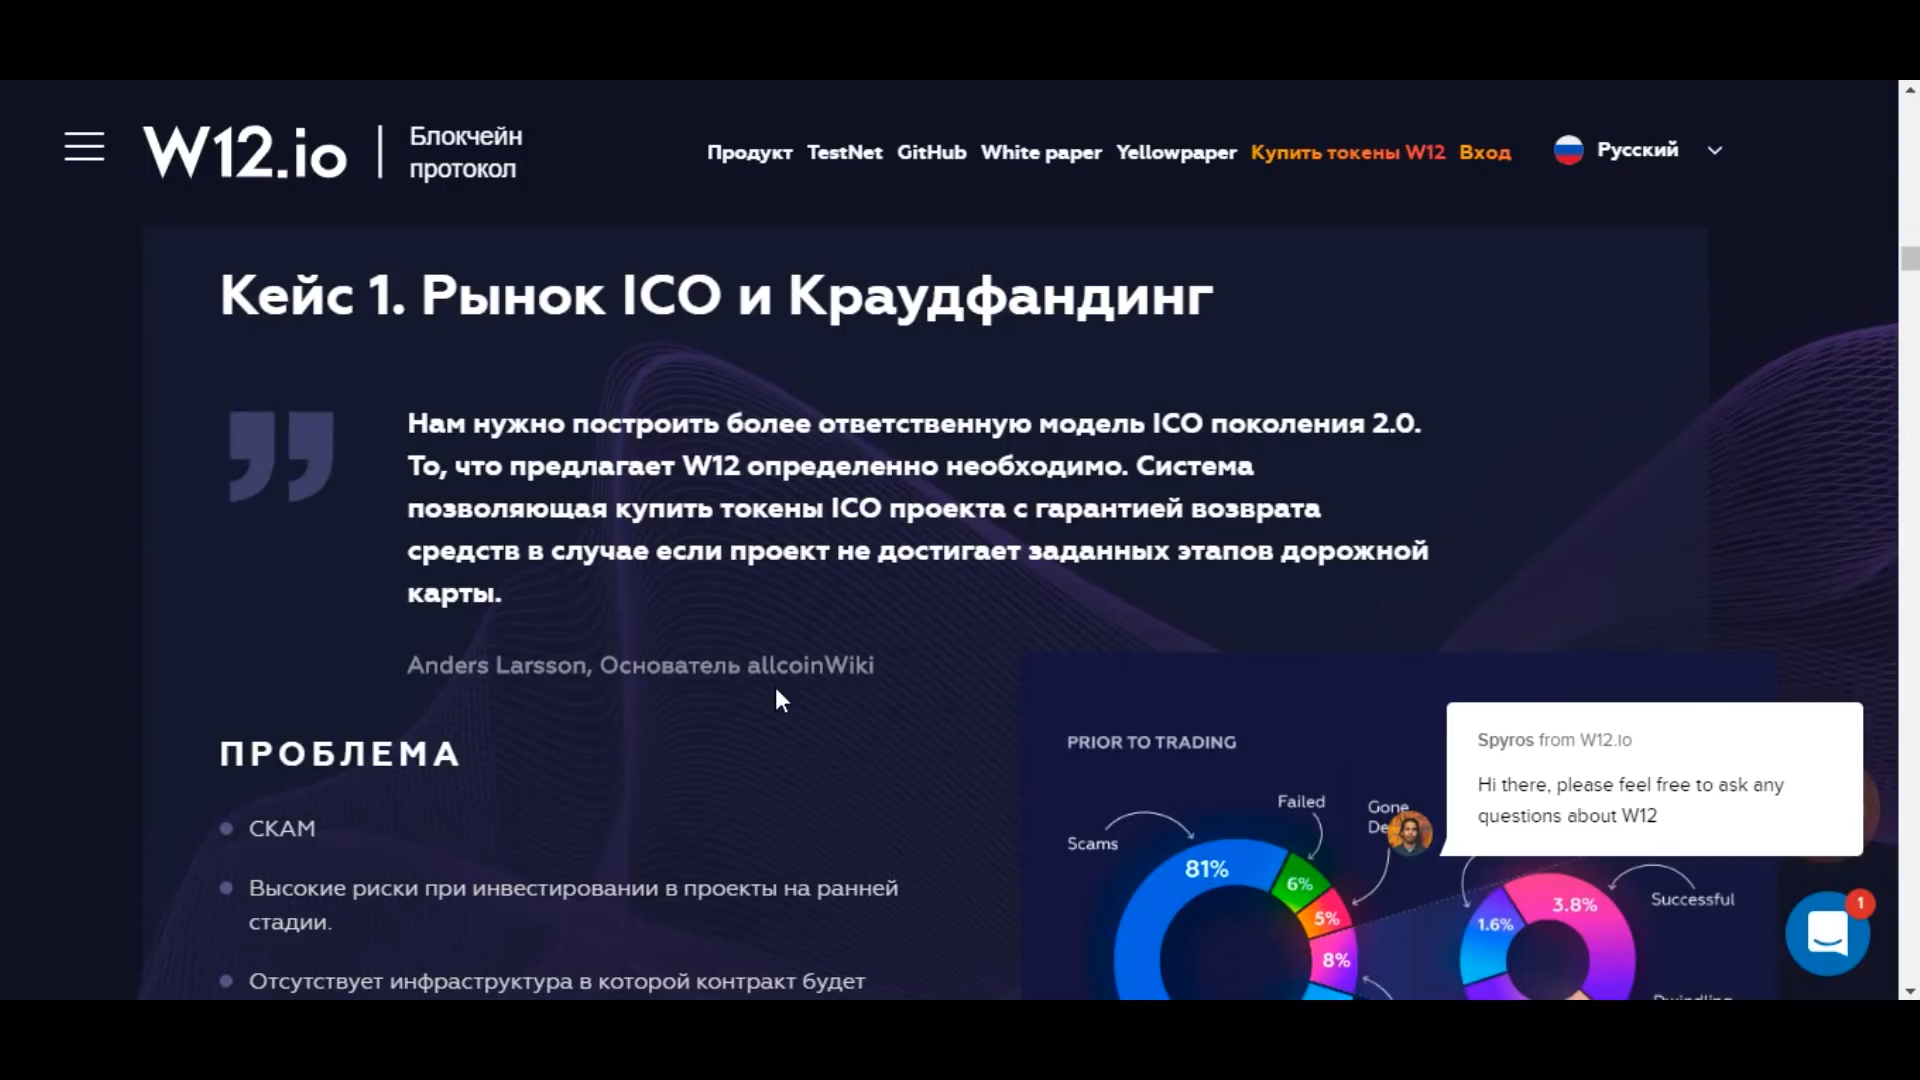 W12.io
Блокчейн
протокол
Продукт TestNet GitHub White paper Yellowpaper Купить токены W12 Вход
Русский
Кейс 1. Рынок ICO и Краудфандинг
Нам нужно построить более ответственную модель ICO поколения 2.0.
То, что предлагает W12 определенно необходимо. Система
позволяющая купить токены ICO проекта с гарантией возврата
средств в случае если проект не достигает заданных этапов дорожной
карты.
Anders Larsson, Основатель allcoinWiki
ПРОБЛЕМА
СКАМ
Высокие риски при инвестировании в проекты на ранней
стадии.
Отсутствует инфраструктура в которой контракт будет
PRIOR TO TRADING
Scams
Failed
Gone
81%
6%
5%
8%
1.6%
3.8%
Successful
Spyros from W12.io
Hi there, please feel free to ask any
questions about W12
1